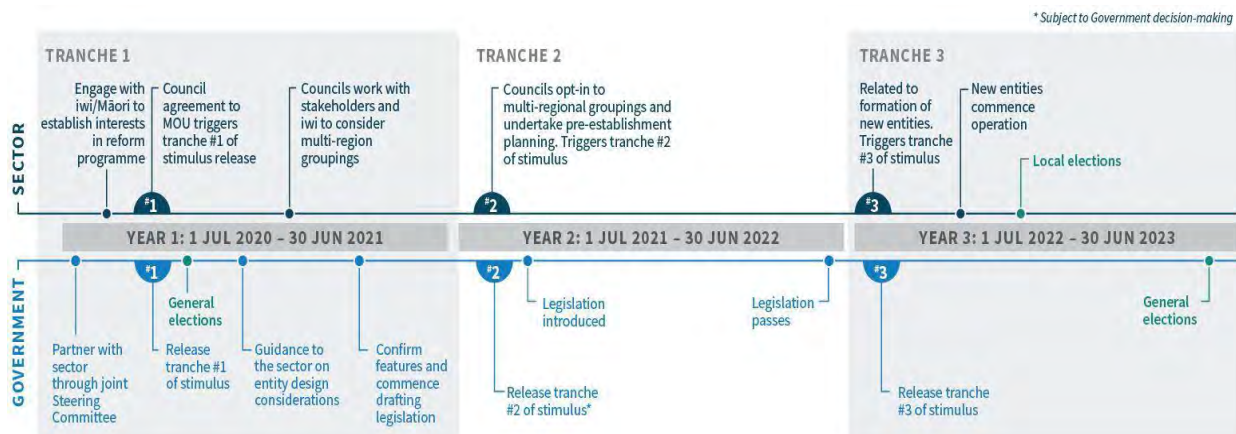 * Subject to Government decision-making
TRANCHE 1
TRANCHE 2
TRANCHE 3
SECTOR
Engage with
iwi/Māori to
establish interests
in reform
programme
Council
agreement to
MOU triggers
tranche #1 of
stimulus release
Councils work with
stakeholders and
iwi to consider
multi-region
groupings
Councils opt-in to
multi-regional groupings and
undertake pre-establishment
planning. Triggers tranche #2
of stimulus
Related to
formation of
new entities.
Triggers tranche
#3 of stimulus
New entities
commence
operation
Local elections
#1
#2
#3
YEAR 1: 1 JUL 2020 – 30 JUN 2021
YEAR 2: 1 JUL 2021 – 30 JUN 2022
YEAR 3: 1 JUL 2022 – 30 JUN 2023
GOVERNMENT
#1
#2
#3
Partner with
sector
through joint
Steering
Committee
Release
tranche #1
of stimulus
General
elections
Guidance to
the sector on
entity design
considerations
Confirm
features and
commence
drafting
legislation
Release tranche
#2 of stimulus*
Legislation
introduced
Legislation
passes
Release tranche
#3 of stimulus
General
elections